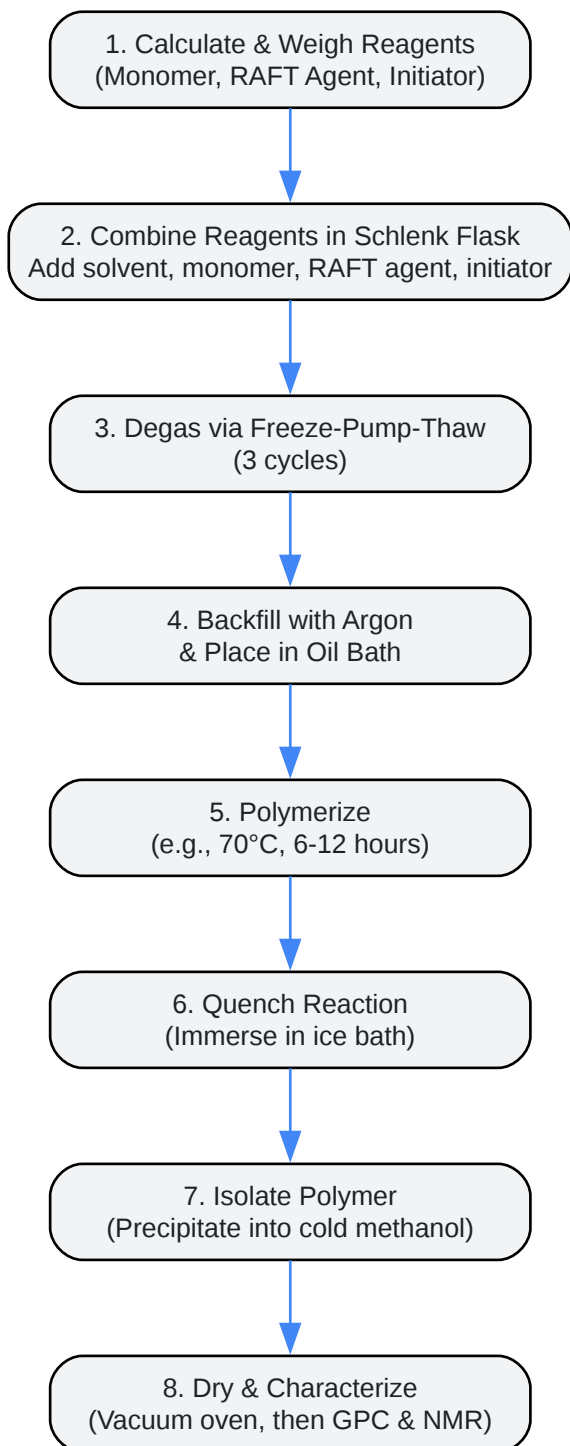 1. Calculate & Weigh Reagents
(Monomer, RAFT Agent, Initiator)
2. Combine Reagents in Schlenk Flask
Add solvent, monomer, RAFT agent, initiator
3. Degas via Freeze-Pump-Thaw
(3 cycles)
4. Backfill with Argon
& Place in Oil Bath
5. Polymerize
(e.g., 70°C, 6-12 hours)
6. Quench Reaction
(Immerse in ice bath)
7. Isolate Polymer
(Precipitate into cold methanol)
8. Dry & Characterize
(Vacuum oven, then GPC & NMR)